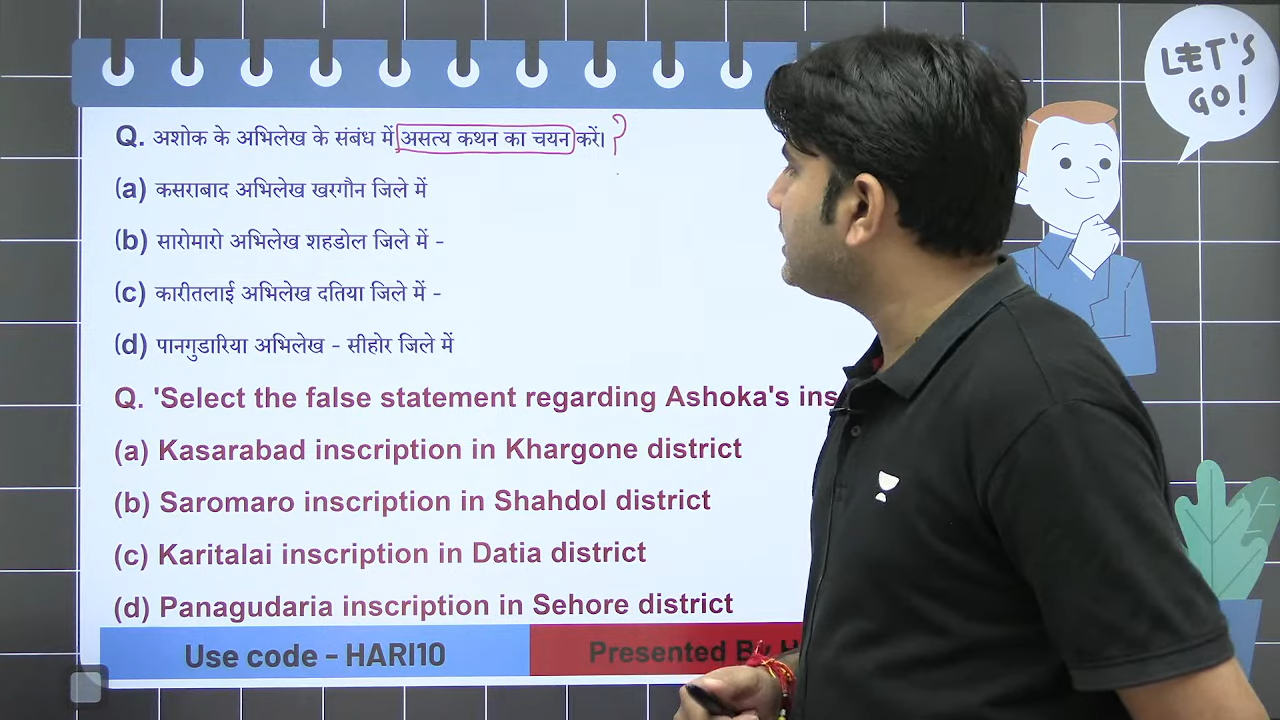 LET'S
GO!
Q. अशोक के अभिलेख के संबंध में असत्य कथन का चयन करें। ?
(a) कसराबाद अभिलेख खरगौन जिले में
(b) सारोमारो अभिलेख शहडोल जिले में -
(c) कारीतलाई अभिलेख दतिया जिले में -
(d) पानगुडारिया अभिलेख - सीहोर जिले में
Q. 'Select the false statement regarding Ashoka's
(a) Kasarabad inscription in Khargone district
(b) Saromaro inscription in Shahdol district
(c) Karitalai inscription in Datia district
(d) Panagudaria inscription in Sehore district
Use code - HARI10
Presented By